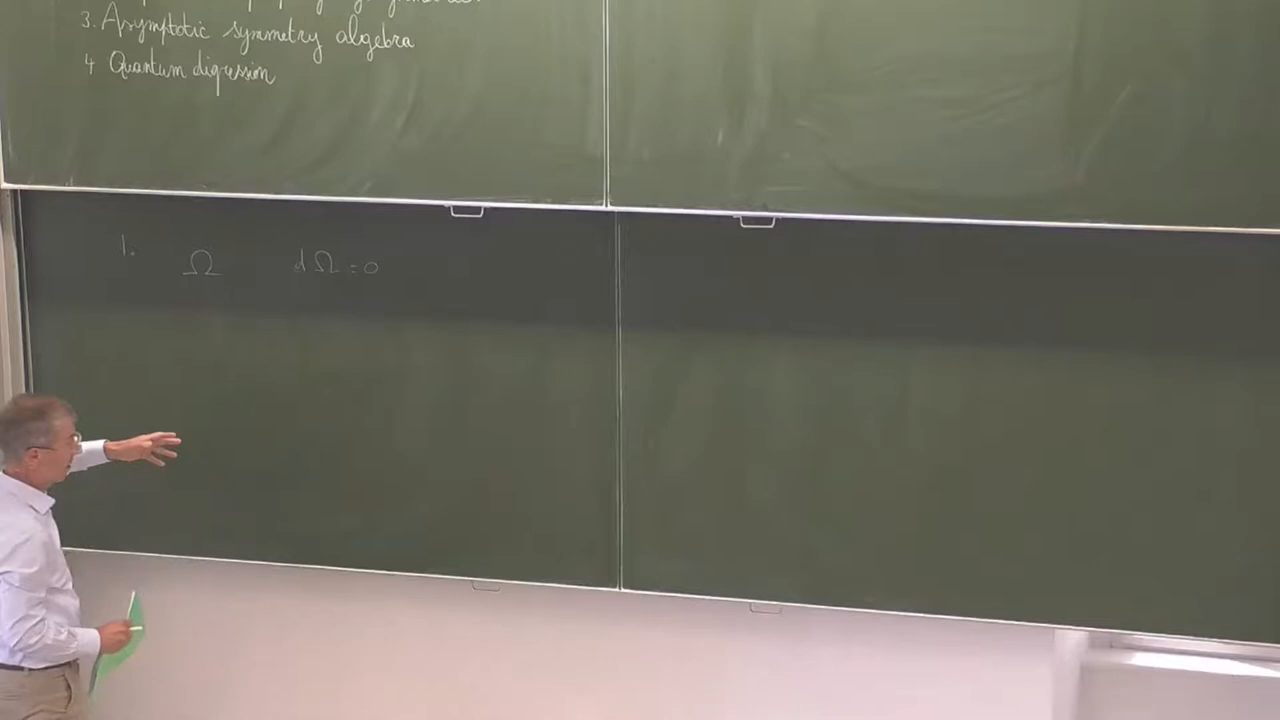 3. Asymptotic symmetry algebra
4 Quantum digression
1. Ω dΩ = 0